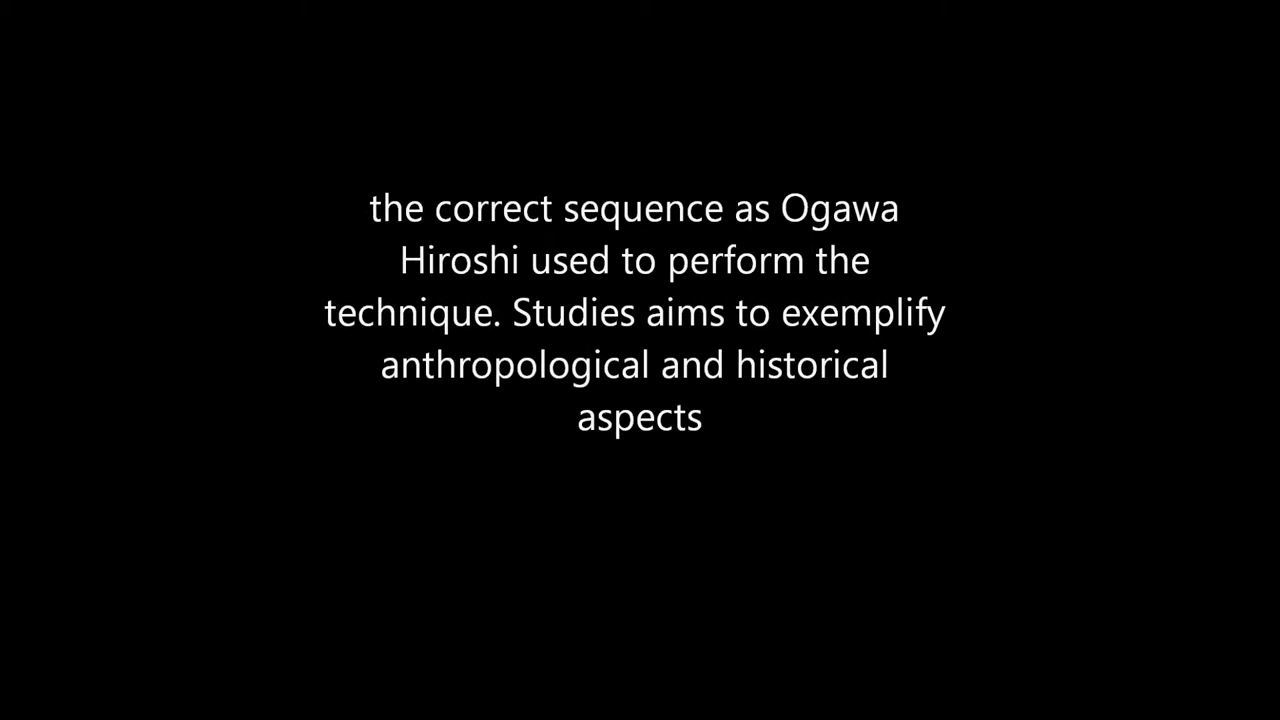 the correct sequence as Ogawa
Hiroshi used to perform the
technique. Studies aims to exemplify
anthropological and historical
aspects